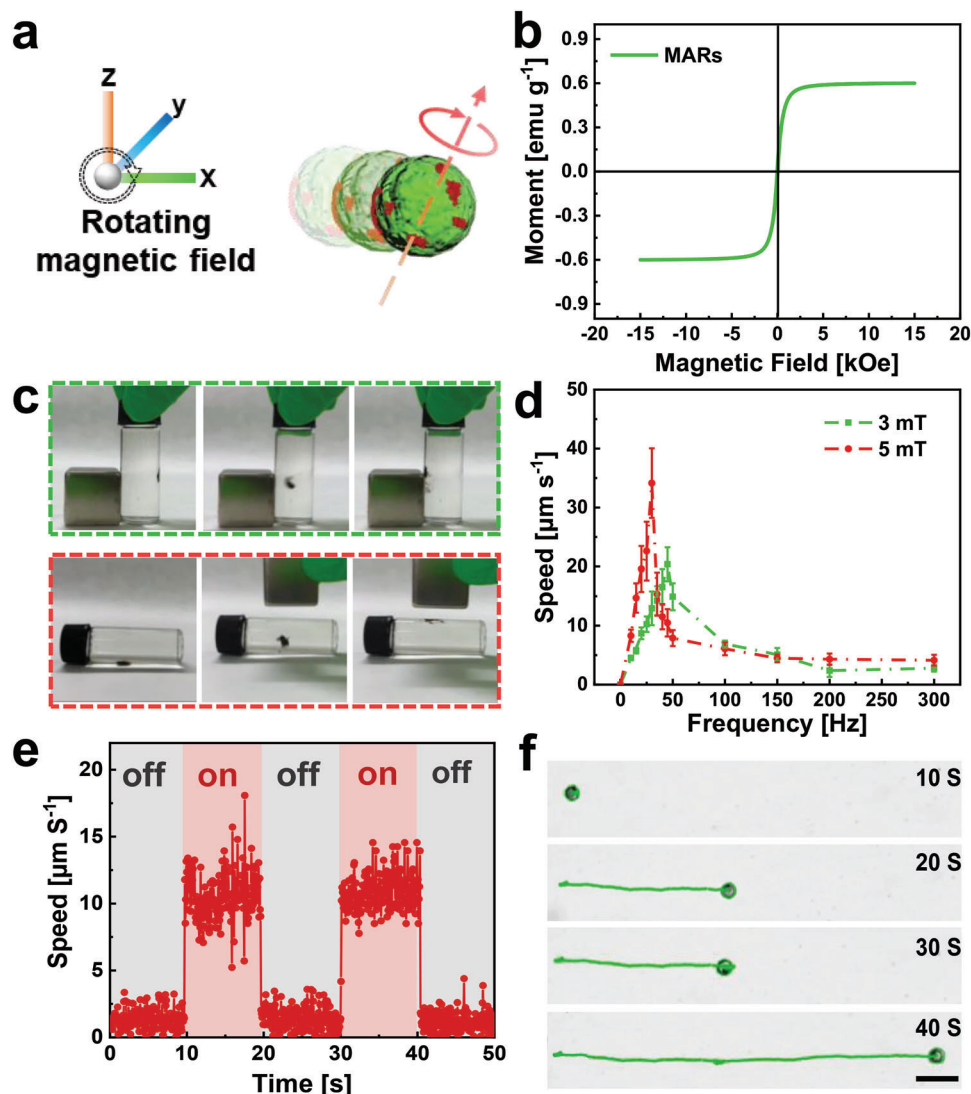 a
z
y
x
Rotating
magnetic field
b
MARs
Moment [emu g⁻¹]
0.9
0.6
0.3
0.0
-0.3
-0.6
-0.9
-20 -15 -10 -5 0 5 10 15 20
Magnetic Field [kOe]
c
d
3 mT
5 mT
Speed [µm s⁻¹]
50
40
30
20
10
0
0 50 100 150 200 250 300
Frequency [Hz]
e
off on off on off
Speed [µm S⁻¹]
20
15
10
5
0
0 10 20 30 40 50
Time [s]
f
10 S
20 S
30 S
40 S